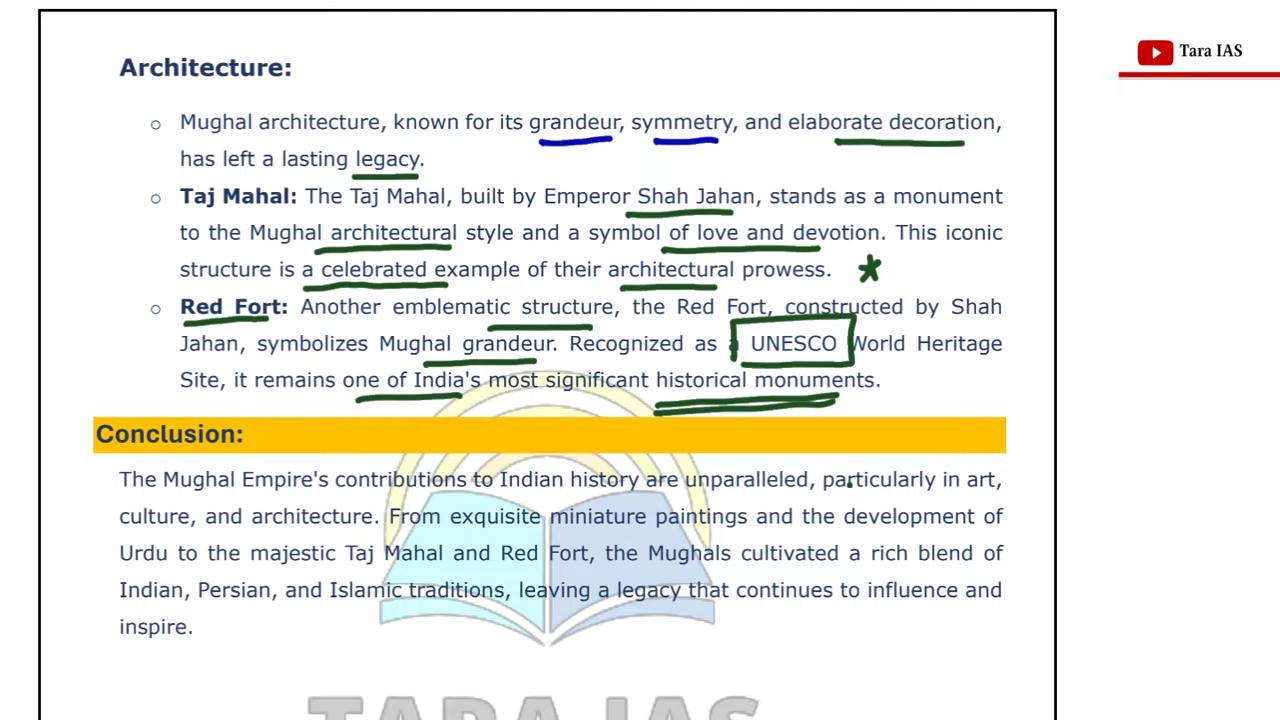 Tara IAS
Architecture:
Mughal architecture, known for its grandeur, symmetry, and elaborate decoration,
has left a lasting legacy.
Taj Mahal: The Taj Mahal, built by Emperor Shah Jahan, stands as a monument
to the Mughal architectural style and a symbol of love and devotion. This iconic
structure is a celebrated example of their architectural prowess.
Red Fort: Another emblematic structure, the Red Fort, constructed by Shah
Jahan, symbolizes Mughal grandeur. Recognized as a UNESCO World Heritage
Site, it remains one of India's most significant historical monuments.
Conclusion:
The Mughal Empire's contributions to Indian history are unparalleled, particularly in art,
culture, and architecture. From exquisite miniature paintings and the development of
Urdu to the majestic Taj Mahal and Red Fort, the Mughals cultivated a rich blend of
Indian, Persian, and Islamic traditions, leaving a legacy that continues to influence and
inspire.
TARA IAS